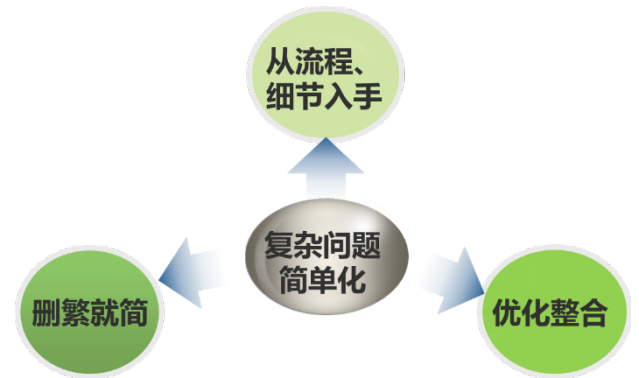 从流程、
细节入手
复杂问题
简单化
删繁就简
优化整合